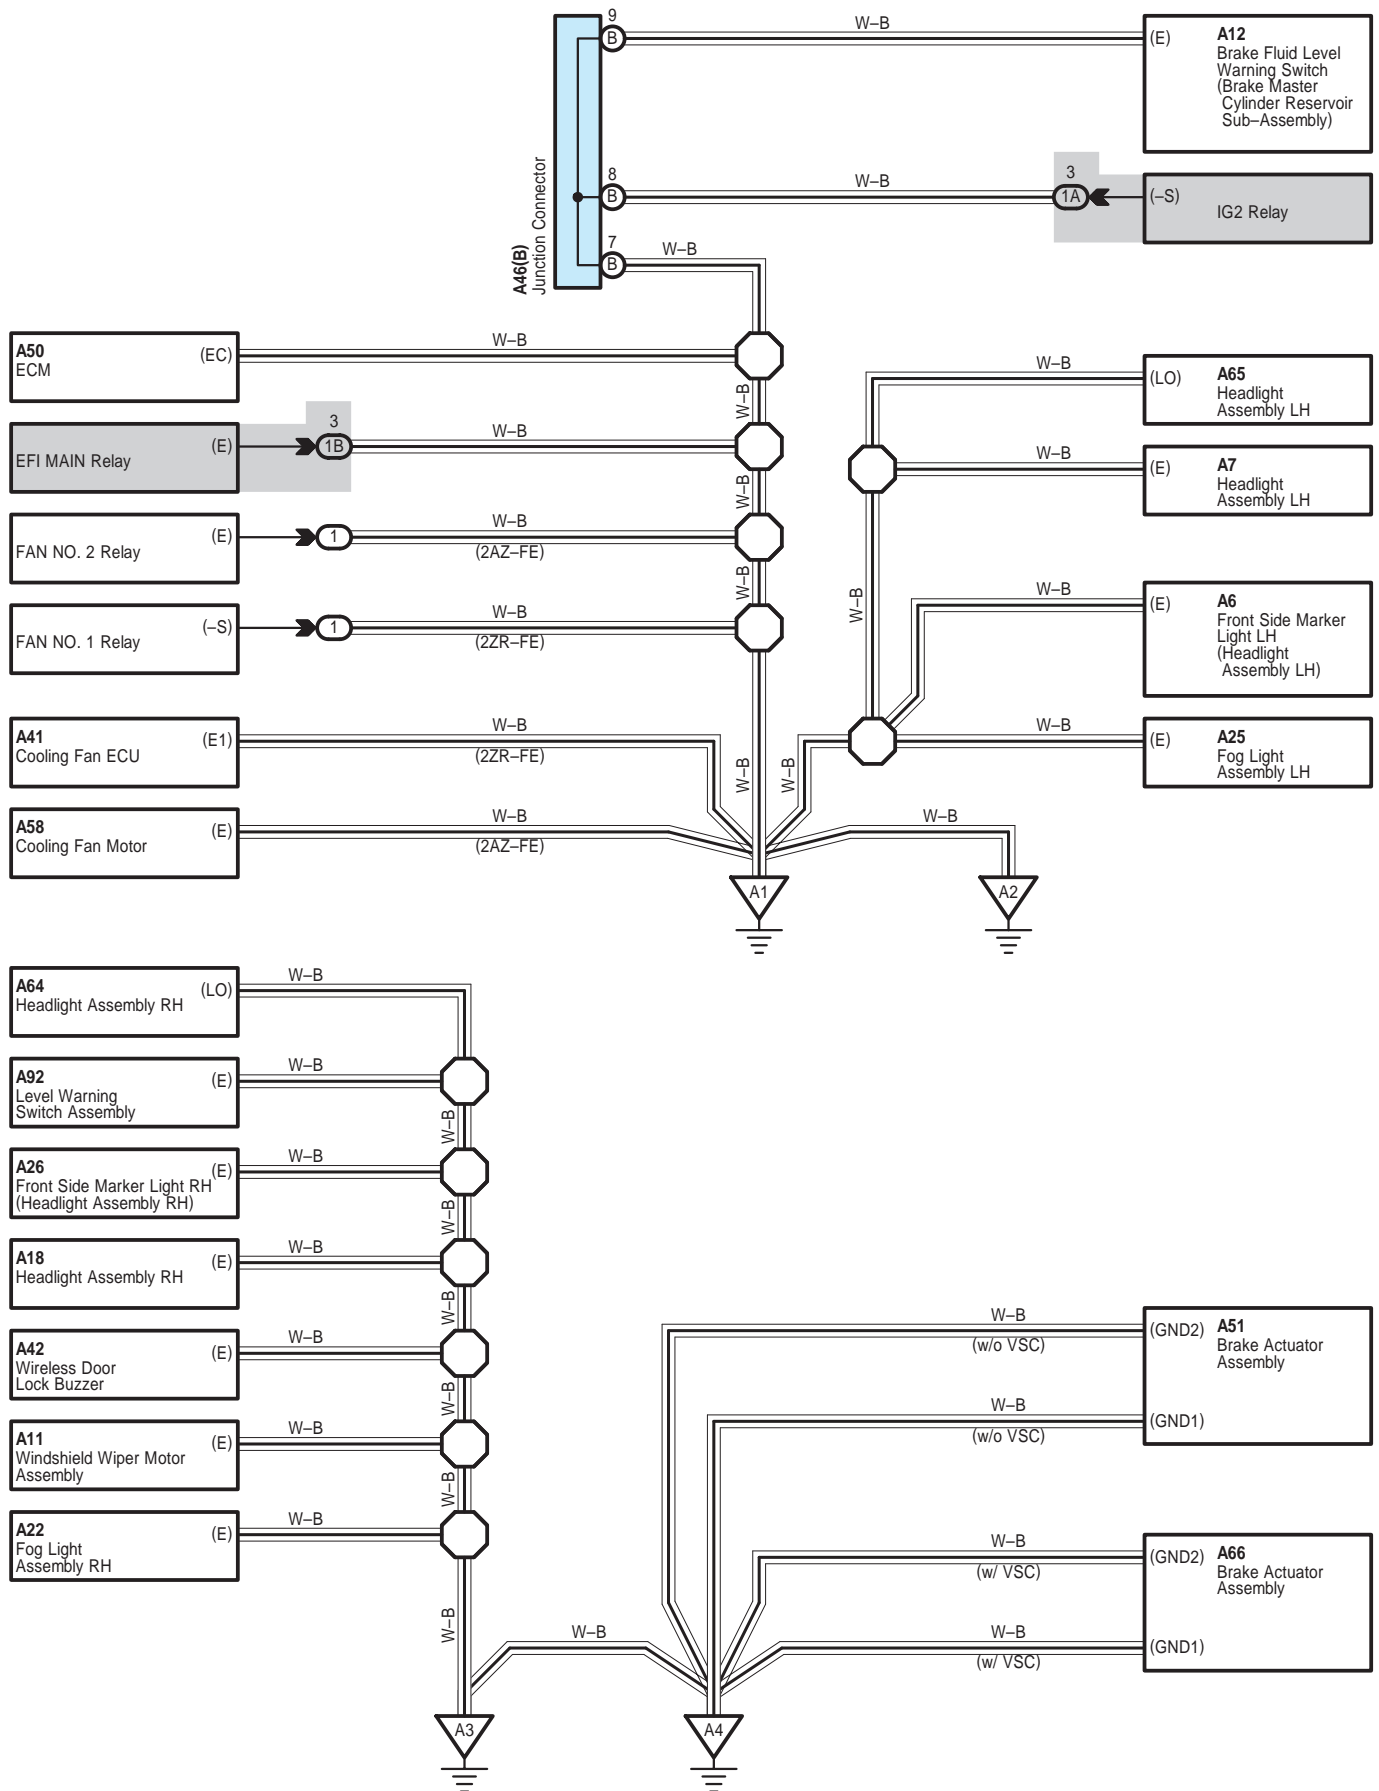 9
B
W–B
(E)
A12
Brake Fluid Level
Warning Switch
(Brake Master
Cylinder Reservoir
Sub–Assembly)
8
B
W–B
3
1A
(–S)
IG2 Relay
7
B
W–B
A46(B)
Junction Connector
A50
ECM
(EC)
W–B
W–B
EFI MAIN Relay
(E)
3
1B
W–B
W–B
FAN NO. 2 Relay
(E)
1
W–B
(2AZ–FE)
W–B
FAN NO. 1 Relay
(–S)
1
W–B
(2ZR–FE)
A41
Cooling Fan ECU
(E1)
W–B
(2ZR–FE)
W–B
W–B
A58
Cooling Fan Motor
(E)
W–B
(2AZ–FE)
W–B
A1
A2
W–B
(LO)
A65
Headlight
Assembly LH
W–B
(E)
A7
Headlight
Assembly LH
W–B
W–B
(E)
A6
Front Side Marker
Light LH
(Headlight
Assembly LH)
W–B
(E)
A25
Fog Light
Assembly LH
A64
Headlight Assembly RH
(LO)
W–B
A92
Level Warning
Switch Assembly
(E)
W–B
W–B
A26
Front Side Marker Light RH
(Headlight Assembly RH)
(E)
W–B
W–B
A18
Headlight Assembly RH
(E)
W–B
W–B
A42
Wireless Door
Lock Buzzer
(E)
W–B
W–B
A11
Windshield Wiper Motor
Assembly
(E)
W–B
W–B
A22
Fog Light
Assembly RH
(E)
W–B
W–B
W–B
A3
A4
W–B
(w/o VSC)
(GND2)
A51
Brake Actuator
Assembly
W–B
(w/o VSC)
(GND1)
W–B
(w/ VSC)
(GND2)
A66
Brake Actuator
Assembly
W–B
(w/ VSC)
(GND1)